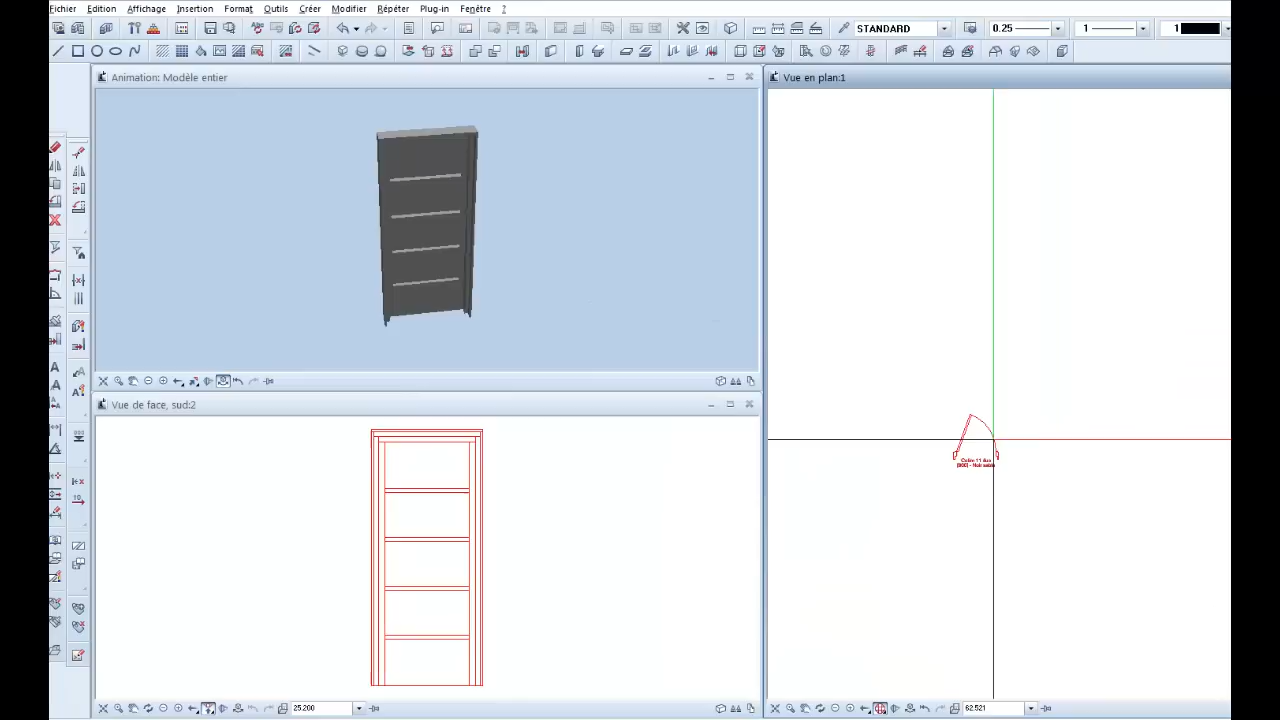 Fichier Edition Affichage Insertion Format Outils Créer Modifier Répéter Plug-in Fenêtre ?
STANDARD 0.25 1 1
Animation: Modèle entier
Vue en plan:1
Vue de face, sud:2
25.200
62.521